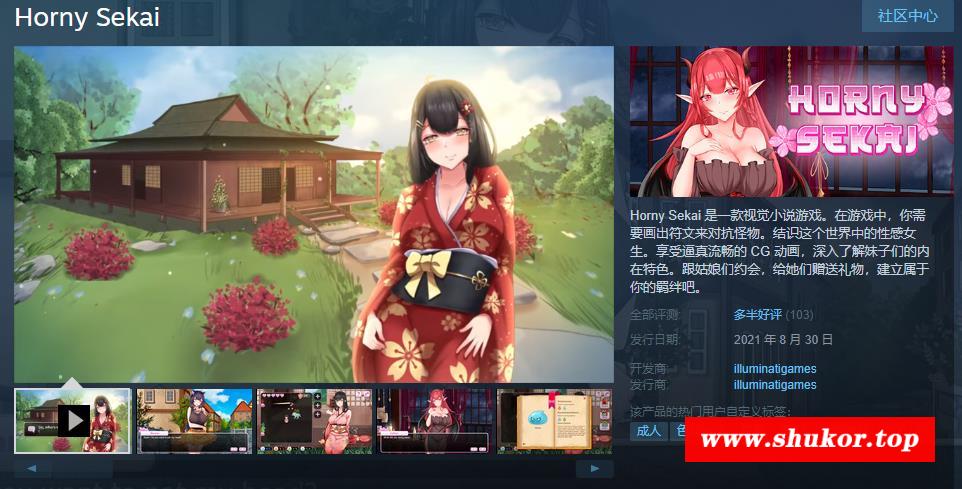 Horny Sekai
社区中心
HORNY
SEKAI
Horny Sekai 是一款视觉小说游戏。在游戏中，你需
要画出符文来对抗怪物。结识这个世界中的性感女
生。享受逼真流畅的 CG 动画，深入了解妹子们的内
在特色。跟姑娘们约会，给她们赠送礼物，建立属于
你的羁绊吧。
全部评测: 多半好评 (103)
发行日期: 2021 年 8 月 30 日
开发商: illuminatigames
发行商: illuminatigames
该产品的热门用户自定义标签:
成人
www.shukor.top